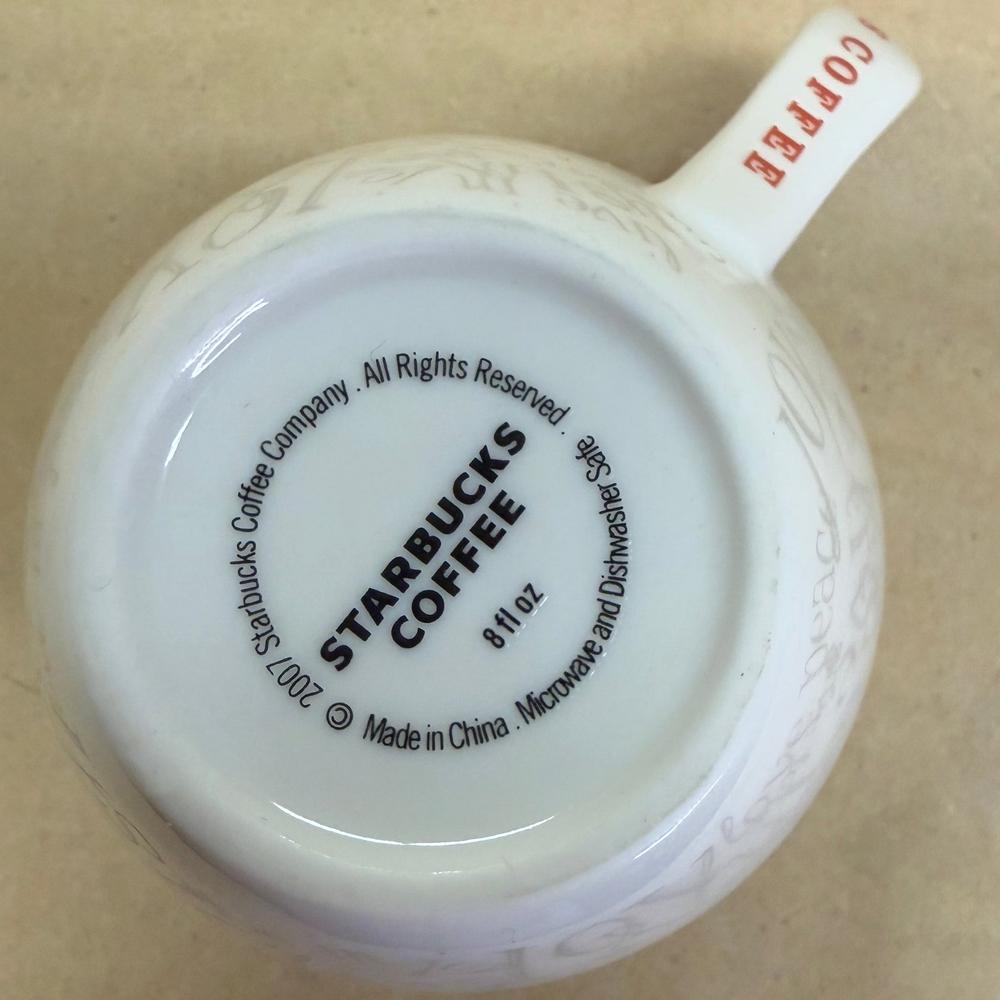 COFFEE
© 2007 Starbucks Coffee Company . All Rights Reserved .
STARBUCKS
COFFEE
8 fl oz
Made in China . Microwave and Dishwasher Safe